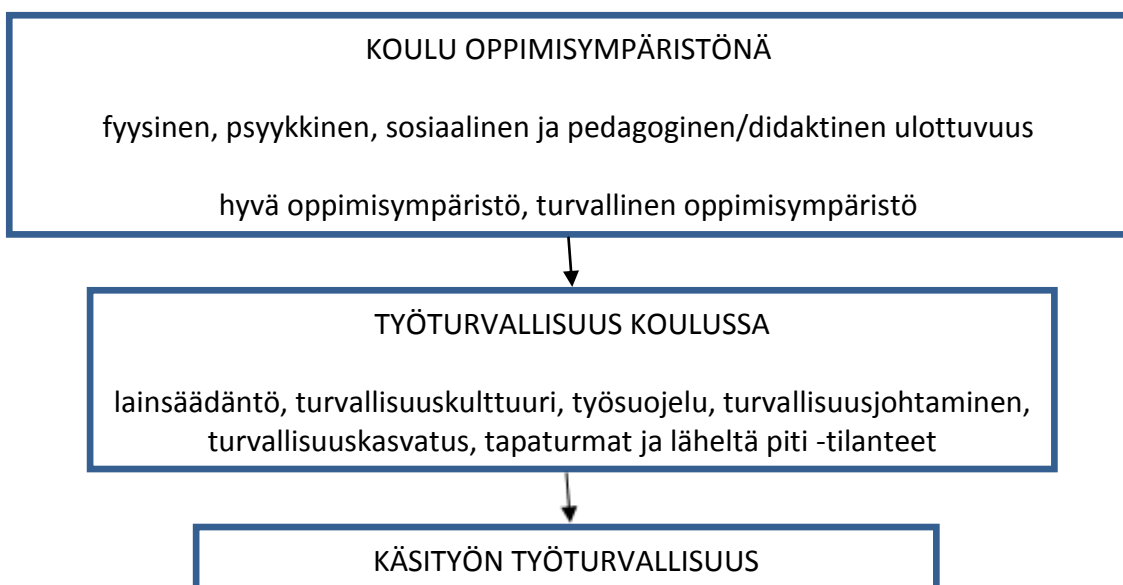 KOULU OPPIMISYMPÄRISTÖNÄ
fyysinen, psyykkinen, sosiaalinen ja pedagoginen/didaktinen ulottuvuus
hyvä oppimisympäristö, turvallinen oppimisympäristö
TYÖTURVALLISUUS KOULUSSA
lainsäädäntö, turvallisuuskulttuuri, työsuojelu, turvallisuusjohtaminen,
turvallisuuskasvatus, tapaturmat ja läheltä piti -tilanteet
KÄSITYÖN TYÖTURVALLISUUS